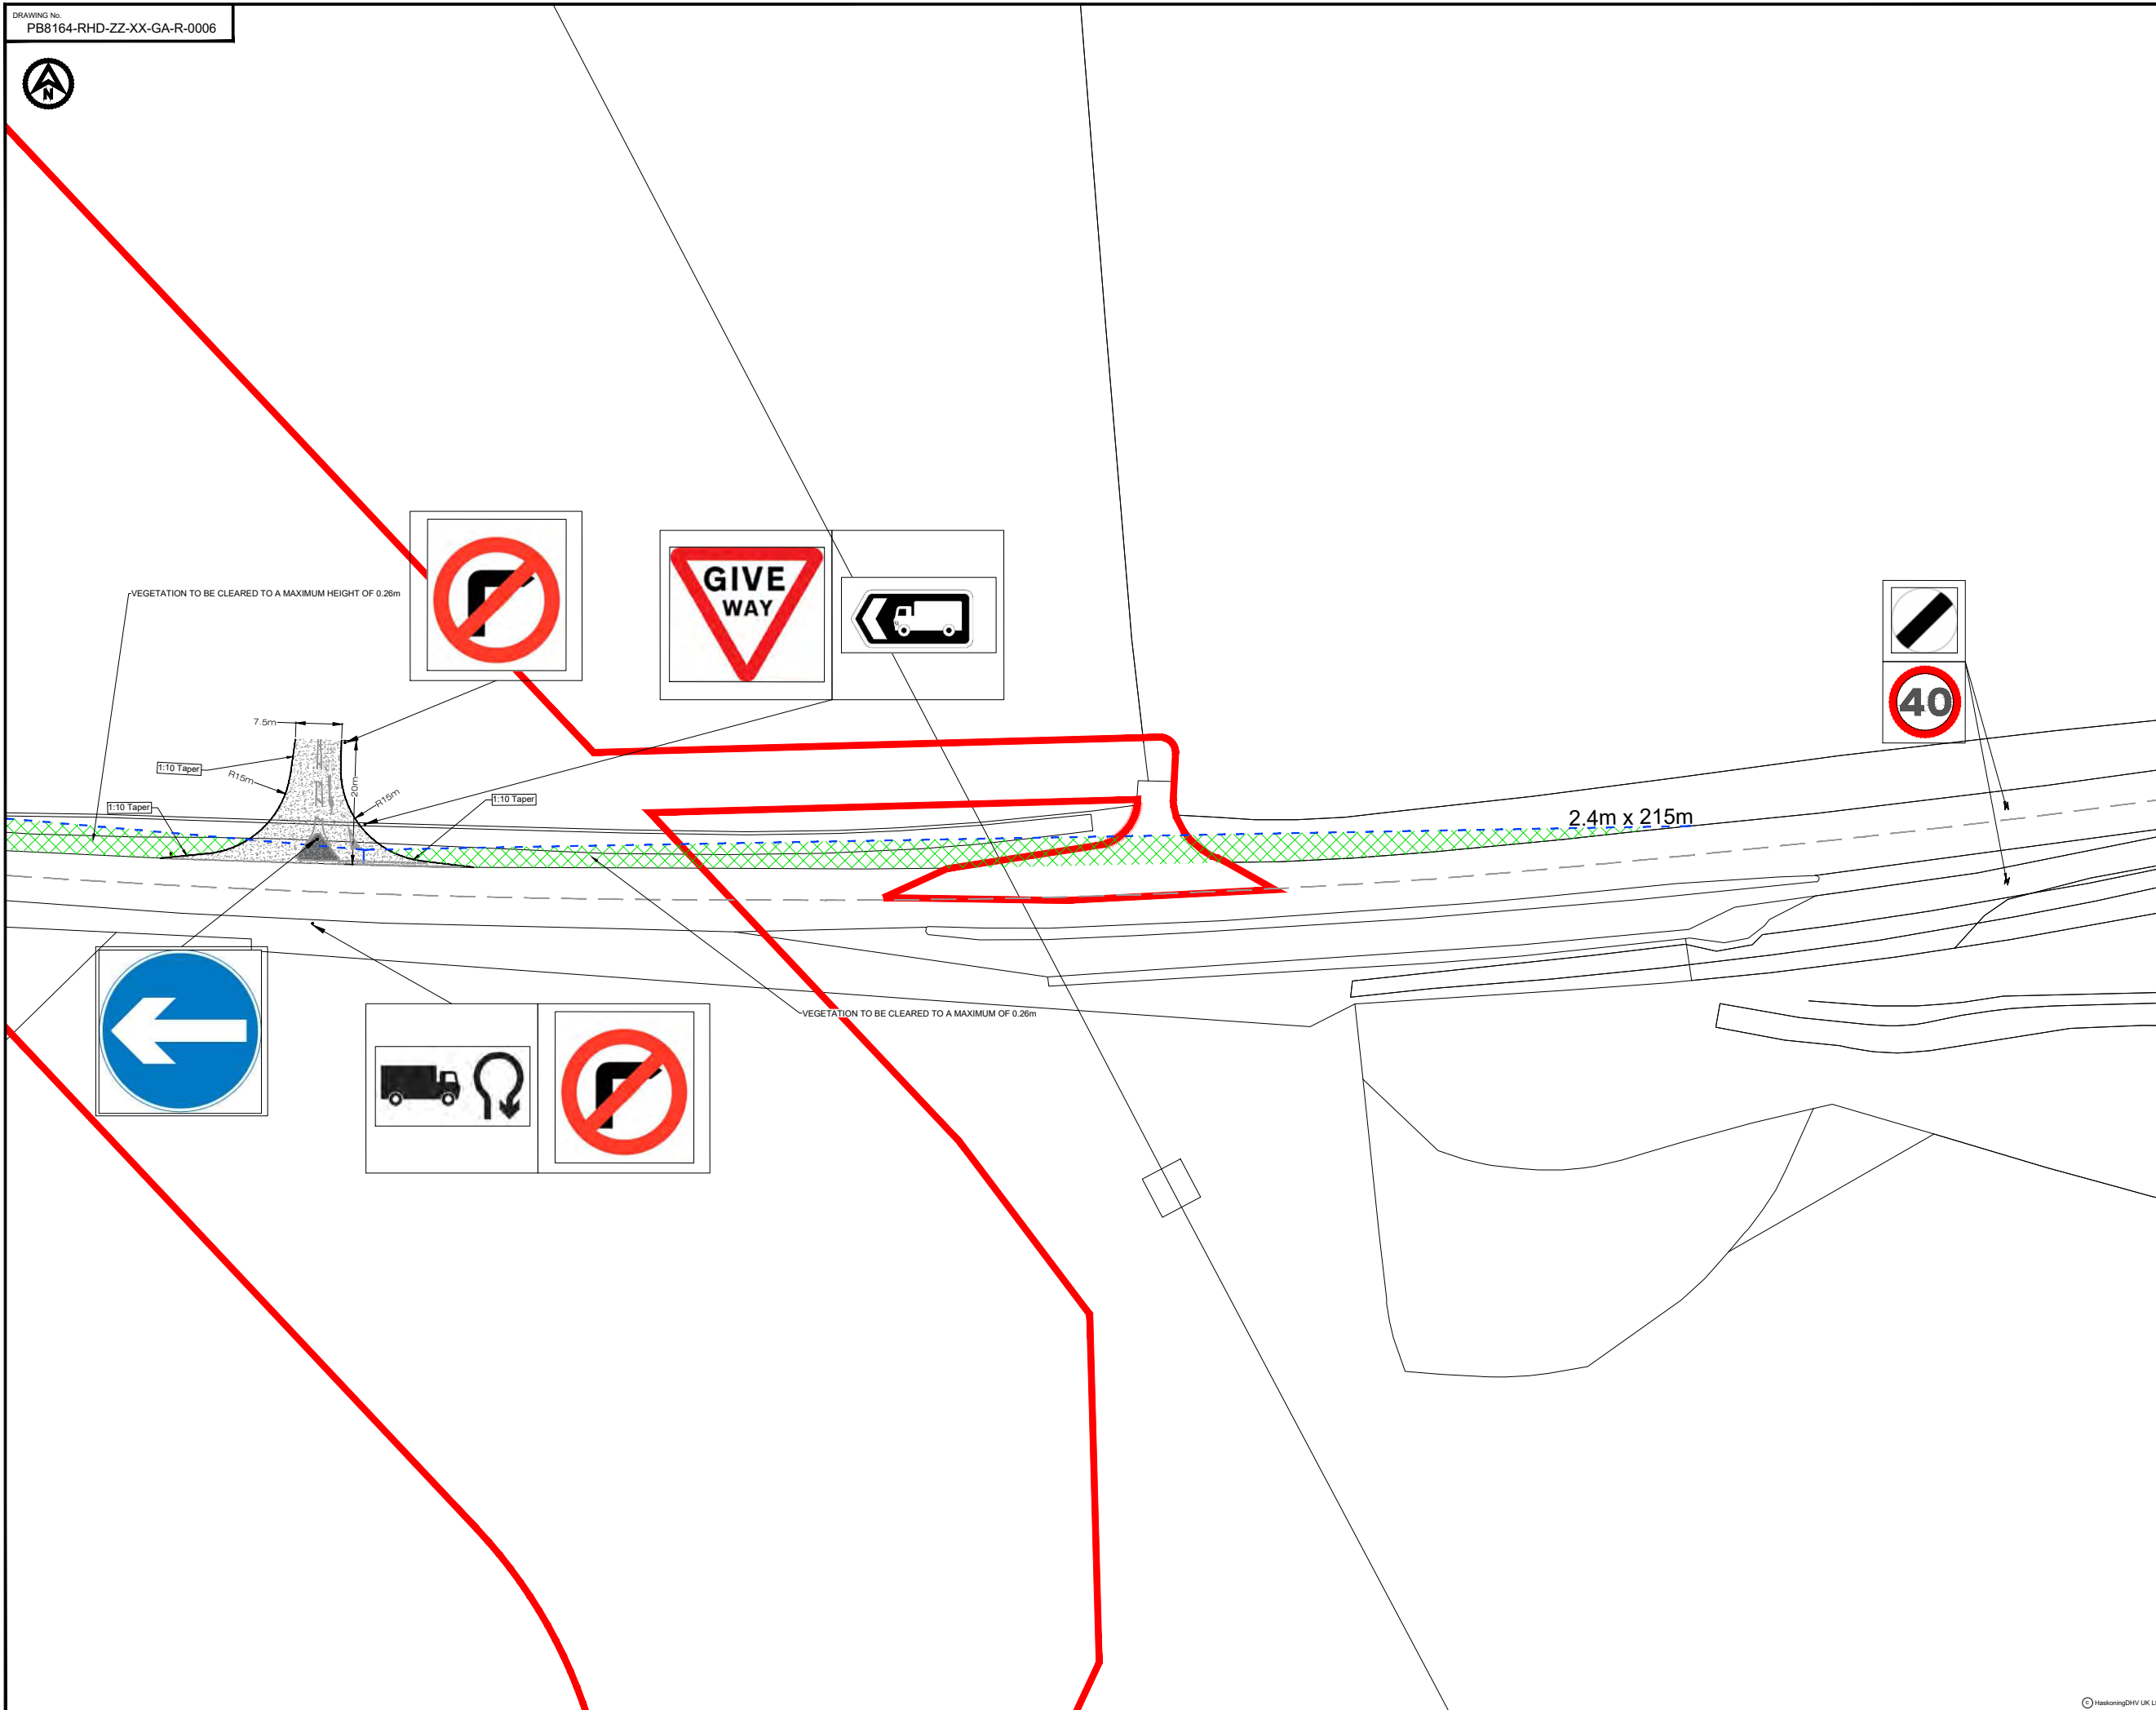 DRAWING No.
PB8164-RHD-ZZ-XX-GA-R-0006
N
VEGETATION TO BE CLEARED TO A MAXIMUM HEIGHT OF 0.26m
GIVE
WAY
40
7.5m
1:10 Taper
R15m
20m
R15m
1:10 Taper
1:10 Taper
2.4m x 215m
VEGETATION TO BE CLEARED TO A MAXIMUM OF 0.26m
© HaskoningDHV UK